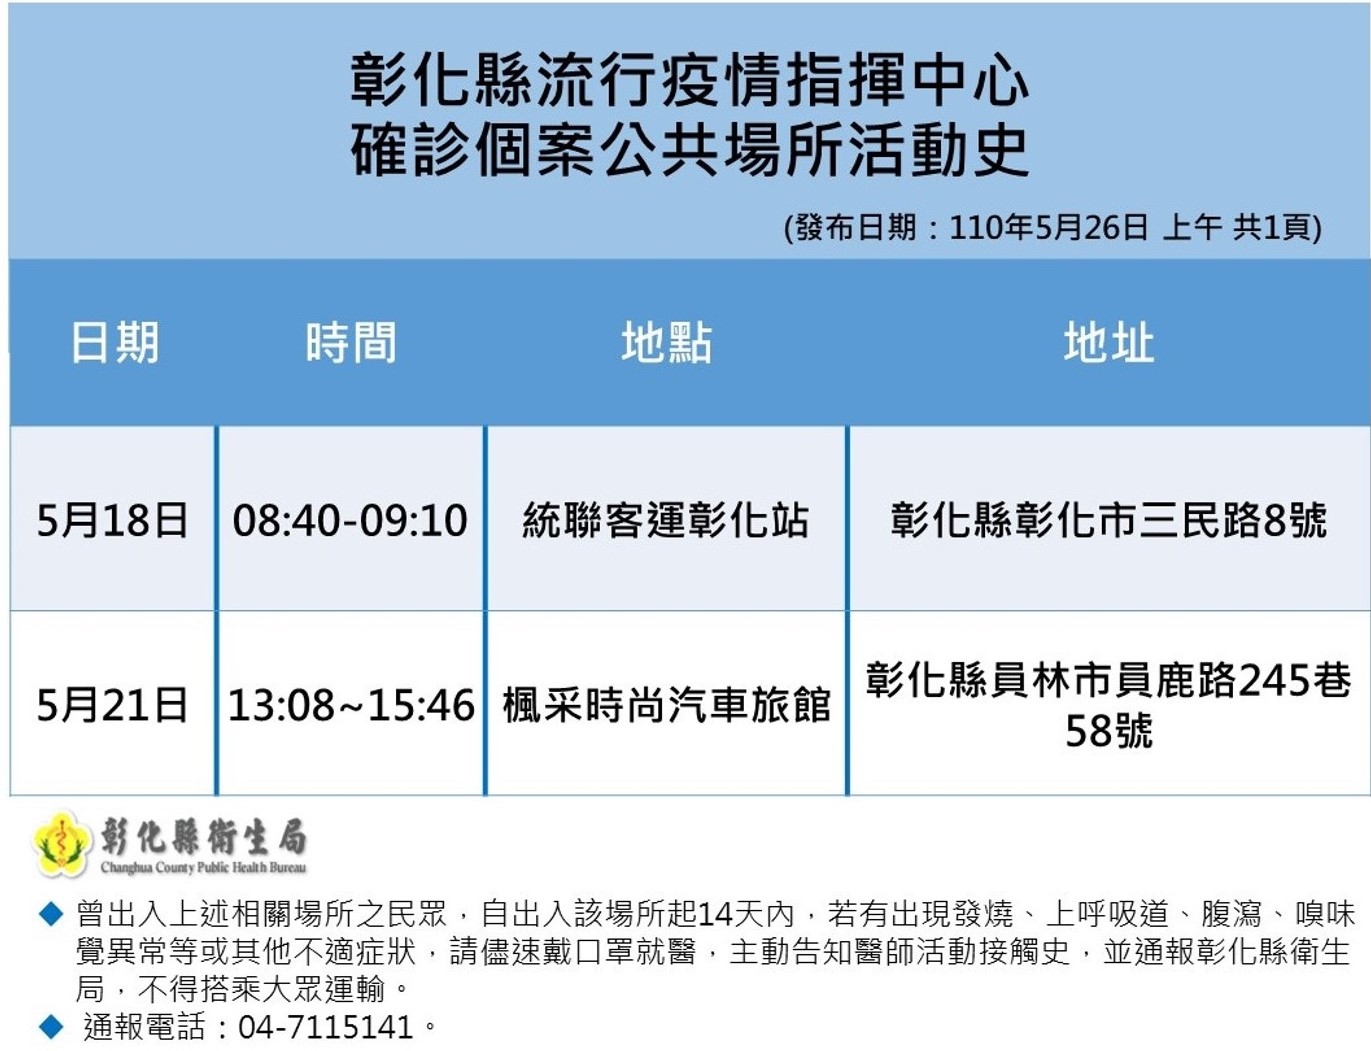 彰化縣流行疫情指揮中心
確診個案公共場所活動史
(發布日期：110年5月26日 上午 共1頁)
日期 時間 地點 地址
5月18日 08:40-09:10 統聯客運彰化站 彰化縣彰化市三民路8號
5月21日 13:08~15:46 楓采時尚汽車旅館 彰化縣員林市員鹿路245巷
58號
彰化縣衛生局
Changhua County Public Health Bureau
◆ 曾出入上述相關場所之民眾，自出入該場所起14天內，若有出現發燒、上呼吸道、腹瀉、嗅味
覺異常等或其他不適症狀，請儘速戴口罩就醫，主動告知醫師活動接觸史，並通報彰化縣衛生
局，不得搭乘大眾運輸。
◆ 通報電話：04-7115141。